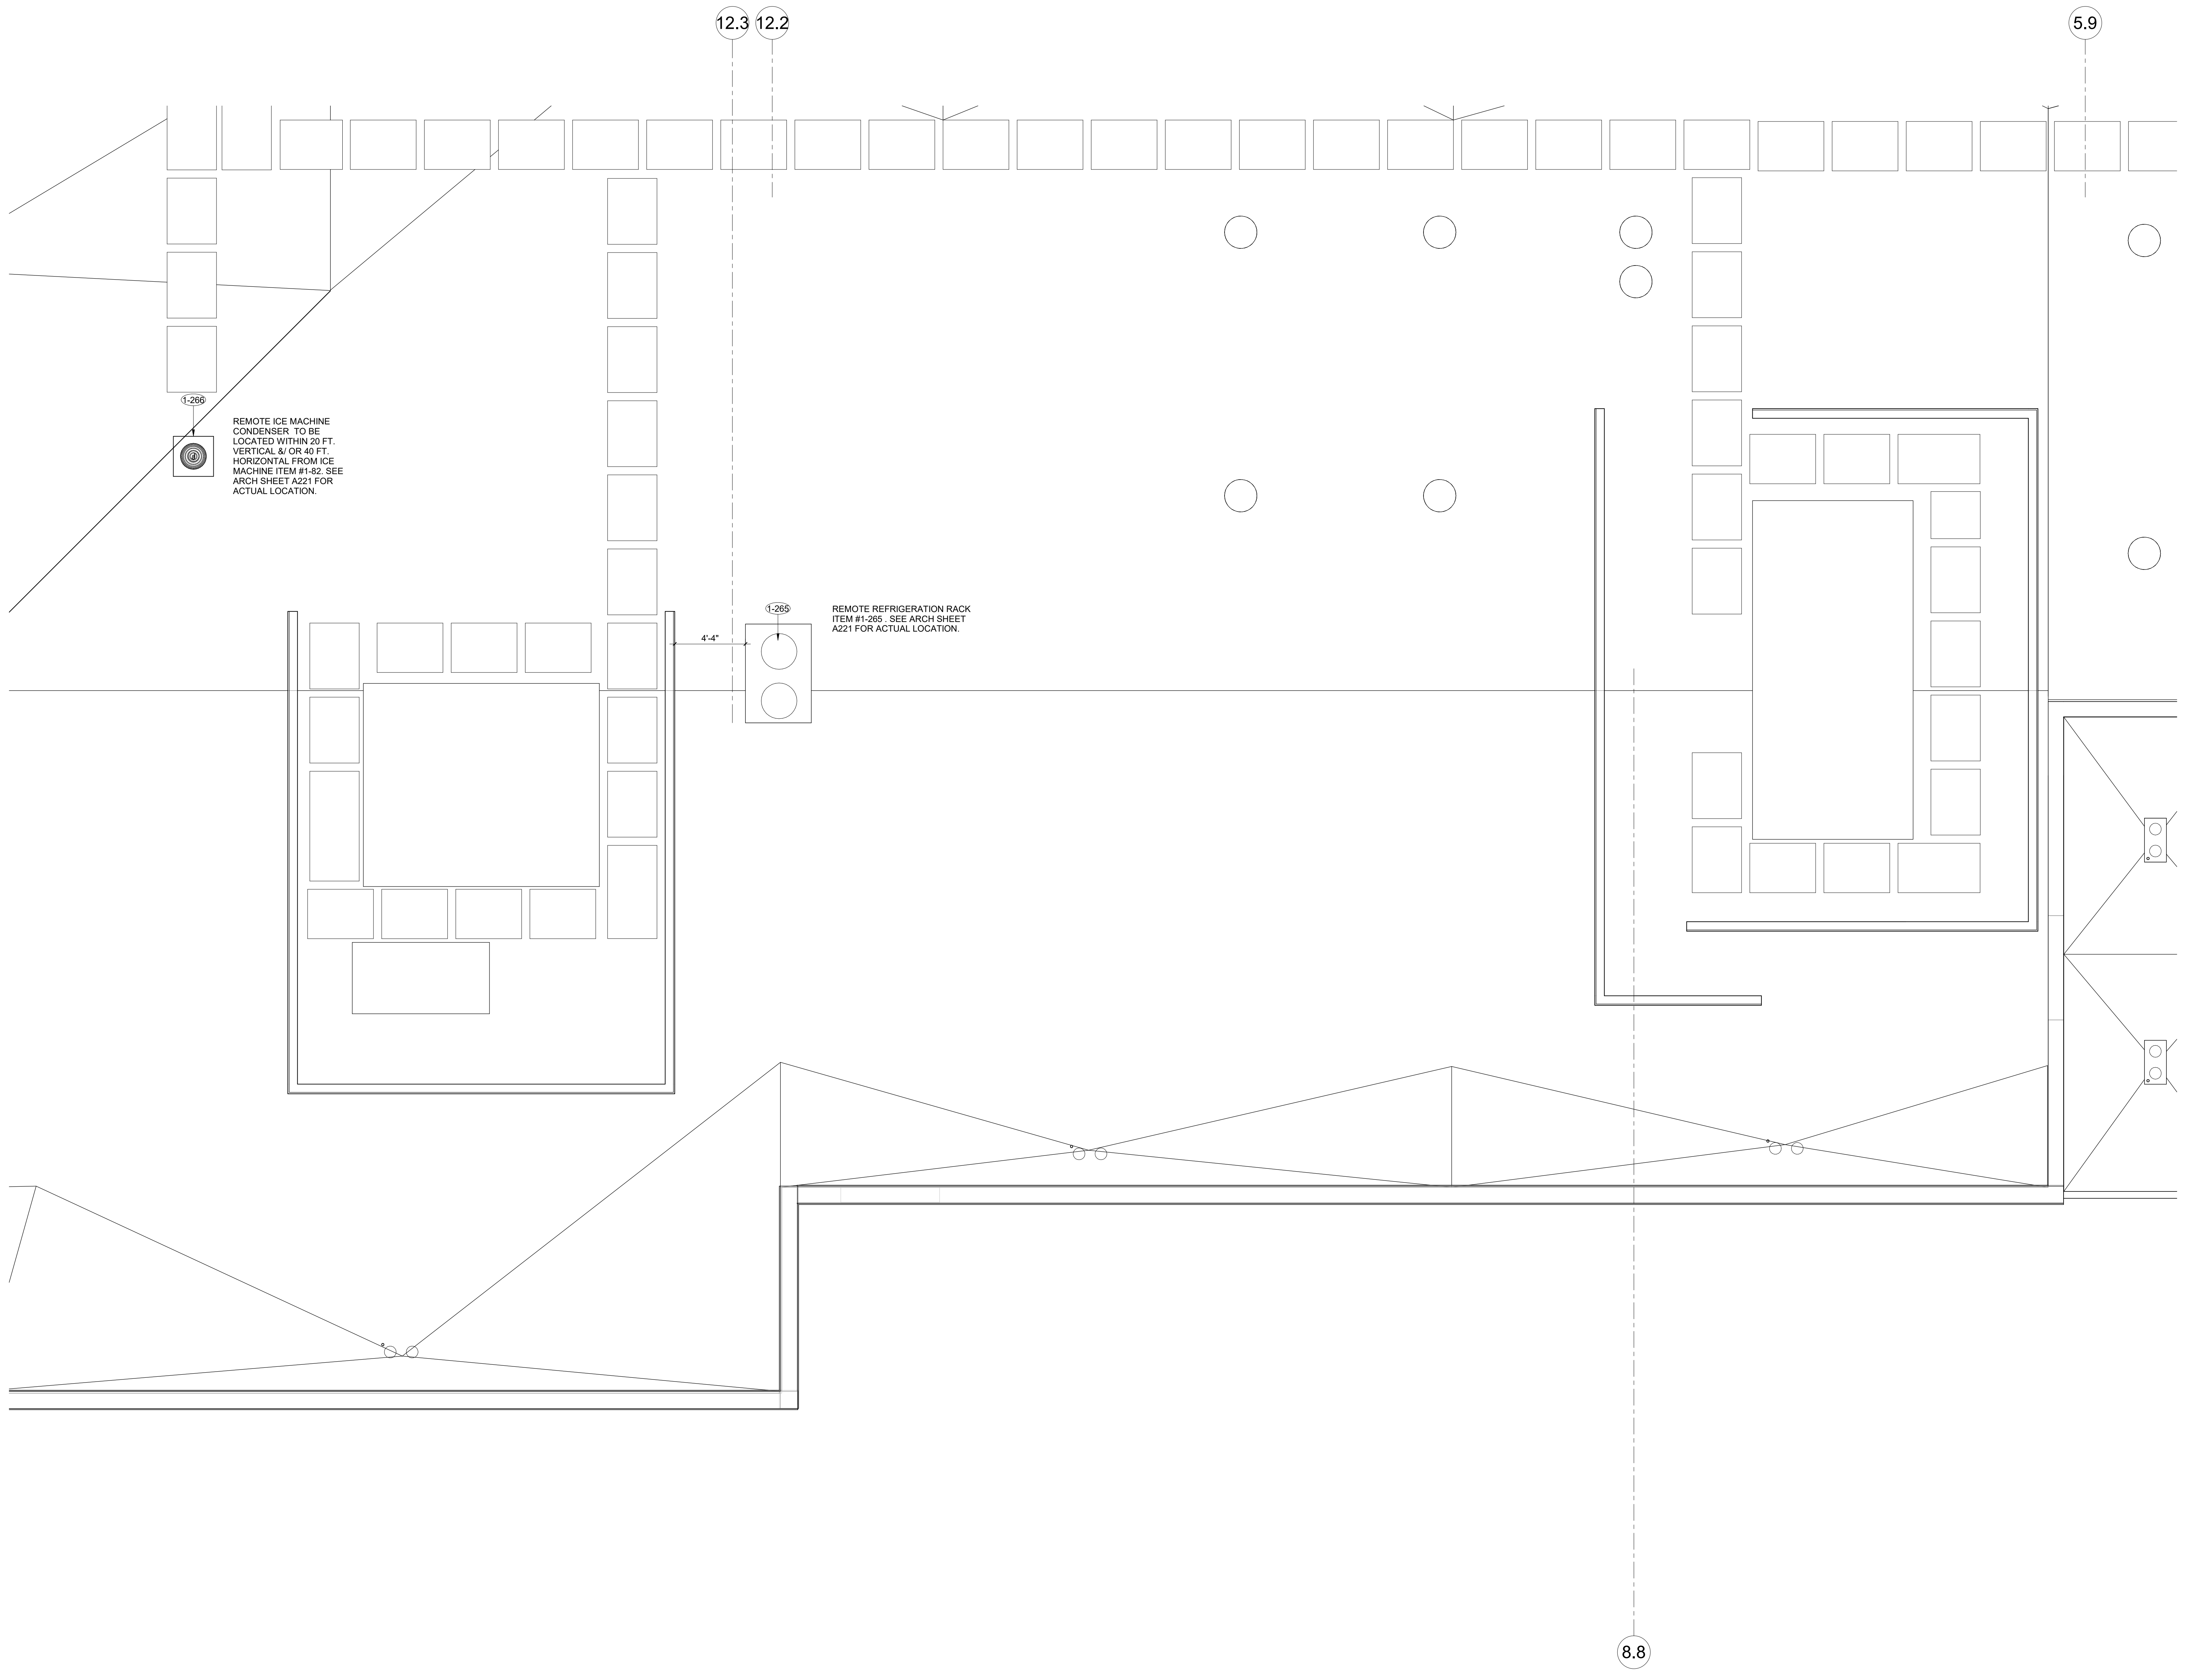 12.3 12.2 5.9
1-266
REMOTE ICE MACHINE
CONDENSER TO BE
LOCATED WITHIN 20 FT.
VERTICAL &/ OR 40 FT.
HORIZONTAL FROM ICE
MACHINE ITEM #1-82. SEE
ARCH SHEET A221 FOR
ACTUAL LOCATION.
1-265
REMOTE REFRIGERATION RACK
ITEM #1-265 . SEE ARCH SHEET
A221 FOR ACTUAL LOCATION.
4'-4"
8.8